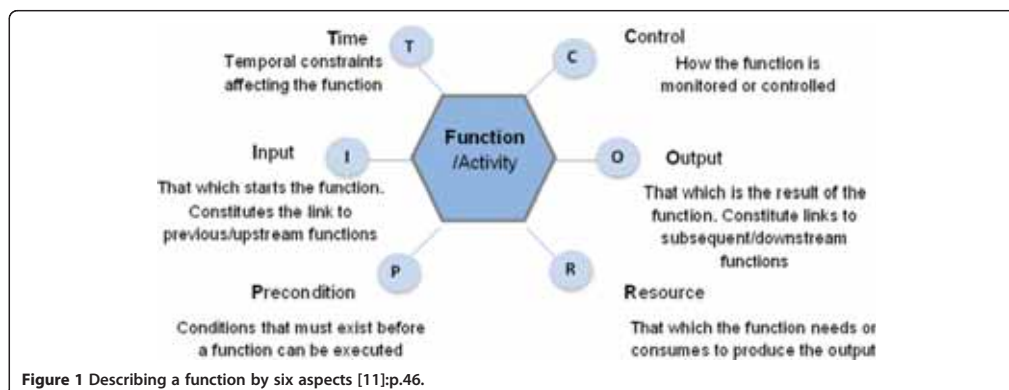 Time
T
Temporal constraints
affecting the function
C
Control
How the function is
monitored or controlled
Function
/Activity
Input
I
That which starts the function.
Constitutes the link to
previous/upstream functions
O
Output
That which is the result of the
function. Constitute links to
subsequent/downstream
functions
P
Precondition
Conditions that must exist before
a function can be executed
R
Resource
That which the function needs or
consumes to produce the output
Figure 1 Describing a function by six aspects [11]:p.46.